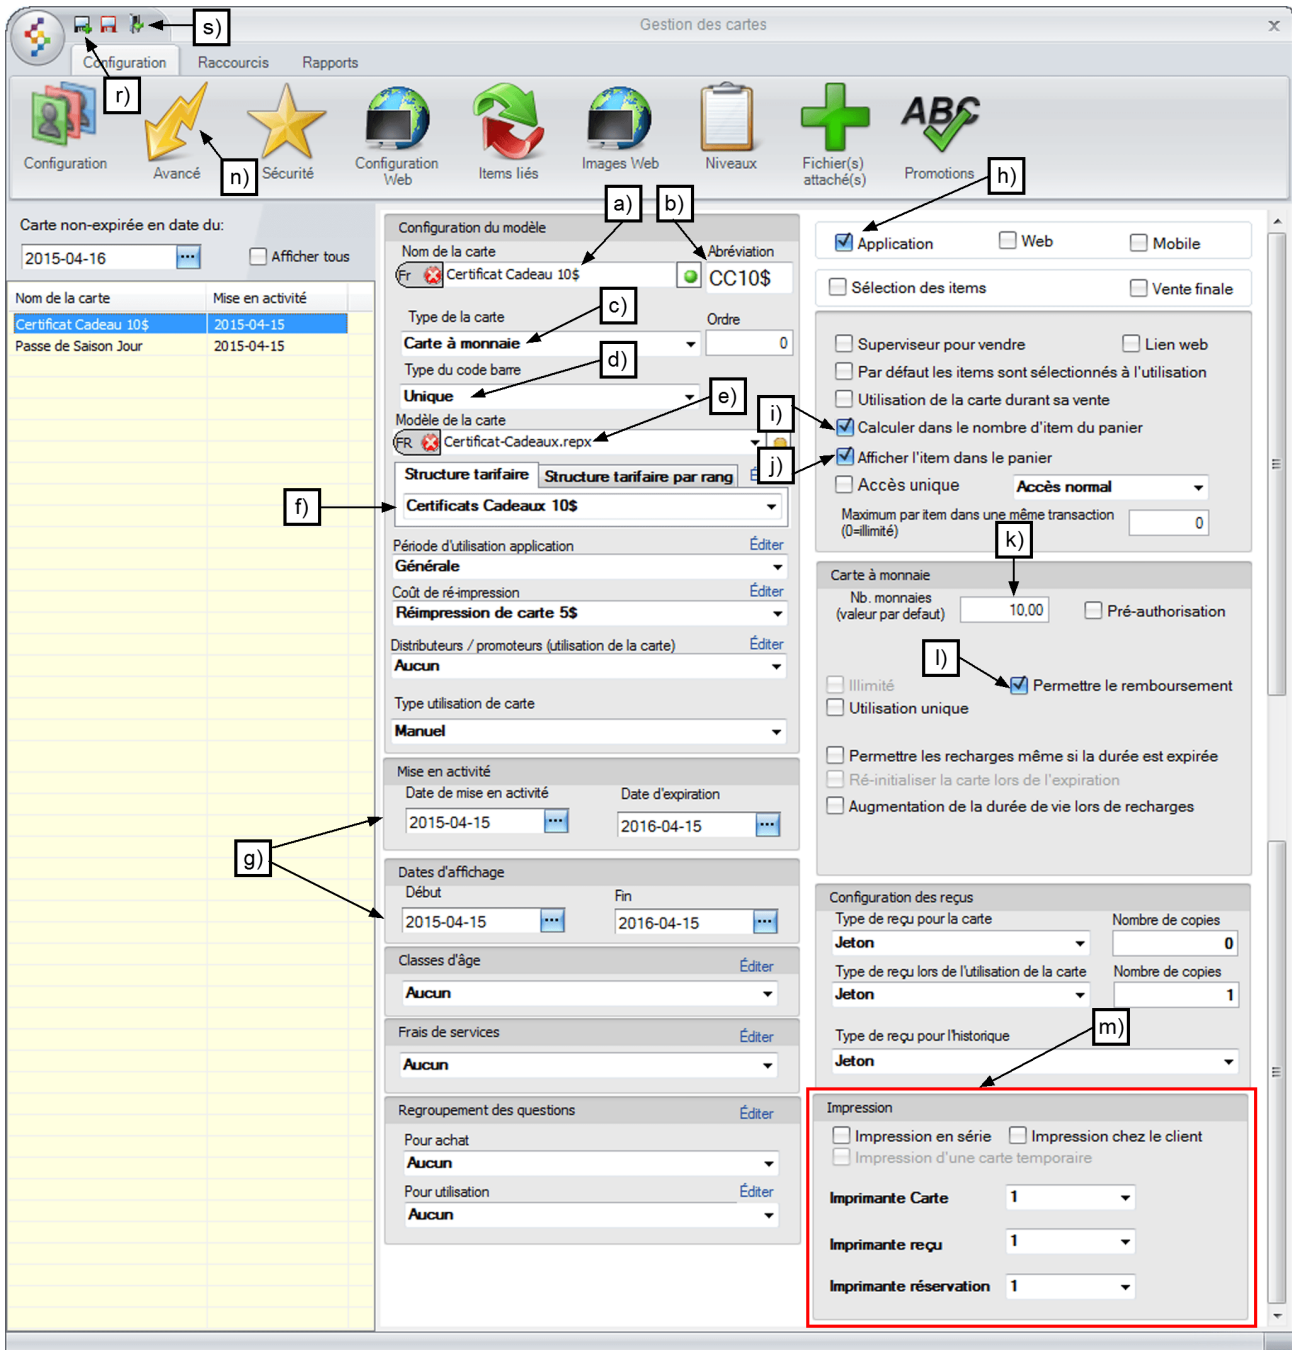 s)
Gestion des cartes
x
Configuration Raccourcis Rapports
r)
ABC
Configuration
Avancé
n)
Sécurité
Configuration
Web
Items liés
Images Web
Niveaux
Fichier(s)
attaché(s)
Promotions
h)
Carte non-expirée en date du:
2015-04-16
Afficher tous
Nom de la carte Mise en activité
Certificat Cadeau 10$ 2015-04-15
Passe de Saison Jour 2015-04-15
a)
b)
Configuration du modèle
Nom de la carte Abréviation
Fr Certificat Cadeau 10$ CC10$
c)
Type de la carte Ordre
Carte à monnaie 0
d)
Type du code barre
Unique
e)
Modèle de la carte
FR Certificat-Cadeaux.repx
Structure tarifaire Structure tarifaire par rang
f)
Certificats Cadeaux 10$
Période d'utilisation application Éditer
Générale
Coût de ré-impression Éditer
Réimpression de carte 5$
Distributeurs / promoteurs (utilisation de la carte) Éditer
Aucun
Type utilisation de carte
Manuel
Mise en activité
Date de mise en activité Date d'expiration
2015-04-15 2016-04-15
g)
Dates d'affichage
Début Fin
2015-04-15 2016-04-15
Classes d'âge Éditer
Aucun
Frais de services Éditer
Aucun
Regroupement des questions Éditer
Pour achat
Aucun
Pour utilisation Éditer
Aucun
Application Web Mobile
Sélection des items Vente finale
Superviseur pour vendre Lien web
Par défaut les items sont sélectionnés à l'utilisation
Utilisation de la carte durant sa vente
i)
Calculer dans le nombre d'item du panier
j)
Afficher l'item dans le panier
Accès unique Accès normal
Maximum par item dans une même transaction
(0=illimité) 0
k)
Carte à monnaie
Nb. monnaies
(valeur par defaut) 10,00 Pré-authorisation
l)
Illimité Permettre le remboursement
Utilisation unique
Permettre les recharges même si la durée est expirée
Ré-initialiser la carte lors de l'expiration
Augmentation de la durée de vie lors de recharges
Configuration des reçus
Type de reçu pour la carte Nombre de copies
Jeton 0
Type de reçu lors de l'utilisation de la carte Nombre de copies
Jeton 1
m)
Type de reçu pour l'historique
Jeton
Impression
Impression en série Impression chez le client
Impression d'une carte temporaire
Imprimante Carte 1
Imprimante reçu 1
Imprimante réservation 1